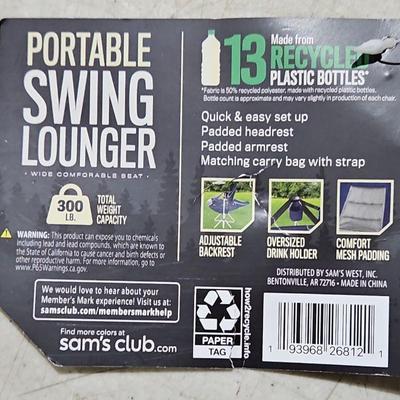 PORTABLE
SWING
LOUNGER
• WIDE COMFORABLE SEAT •
300
LB.
TOTAL
WEIGHT
CAPACITY
WARNING: This product can expose you to chemicals
including lead and lead compounds, which are known to
the State of California to cause cancer and birth defects or
other reproductive harm. For more information, go to
www.P65Warnings.ca.gov.
We would love to hear about your
Member's Mark experience! Visit us at:
samsclub.com/membersmarkhelp
Find more colors at
sam's club.com
13
Made from
RECYCLED
PLASTIC BOTTLES*
*Fabric is 50% recycled polyester, made with recycled plastic bottles.
Bottle count is approximate and may vary slightly in production of each chair.
Quick & easy set up
Padded headrest
Padded armrest
Matching carry bag with strap
ADJUSTABLE
BACKREST
OVERSIZED
DRINK HOLDER
COMFORT
MESH PADDING
DISTRIBUTED BY SAM'S WEST, INC.
BENTONVILLE, AR 72716 • MADE IN CHINA
PAPER
TAG
how2recycle.info
1 93968 26812 1